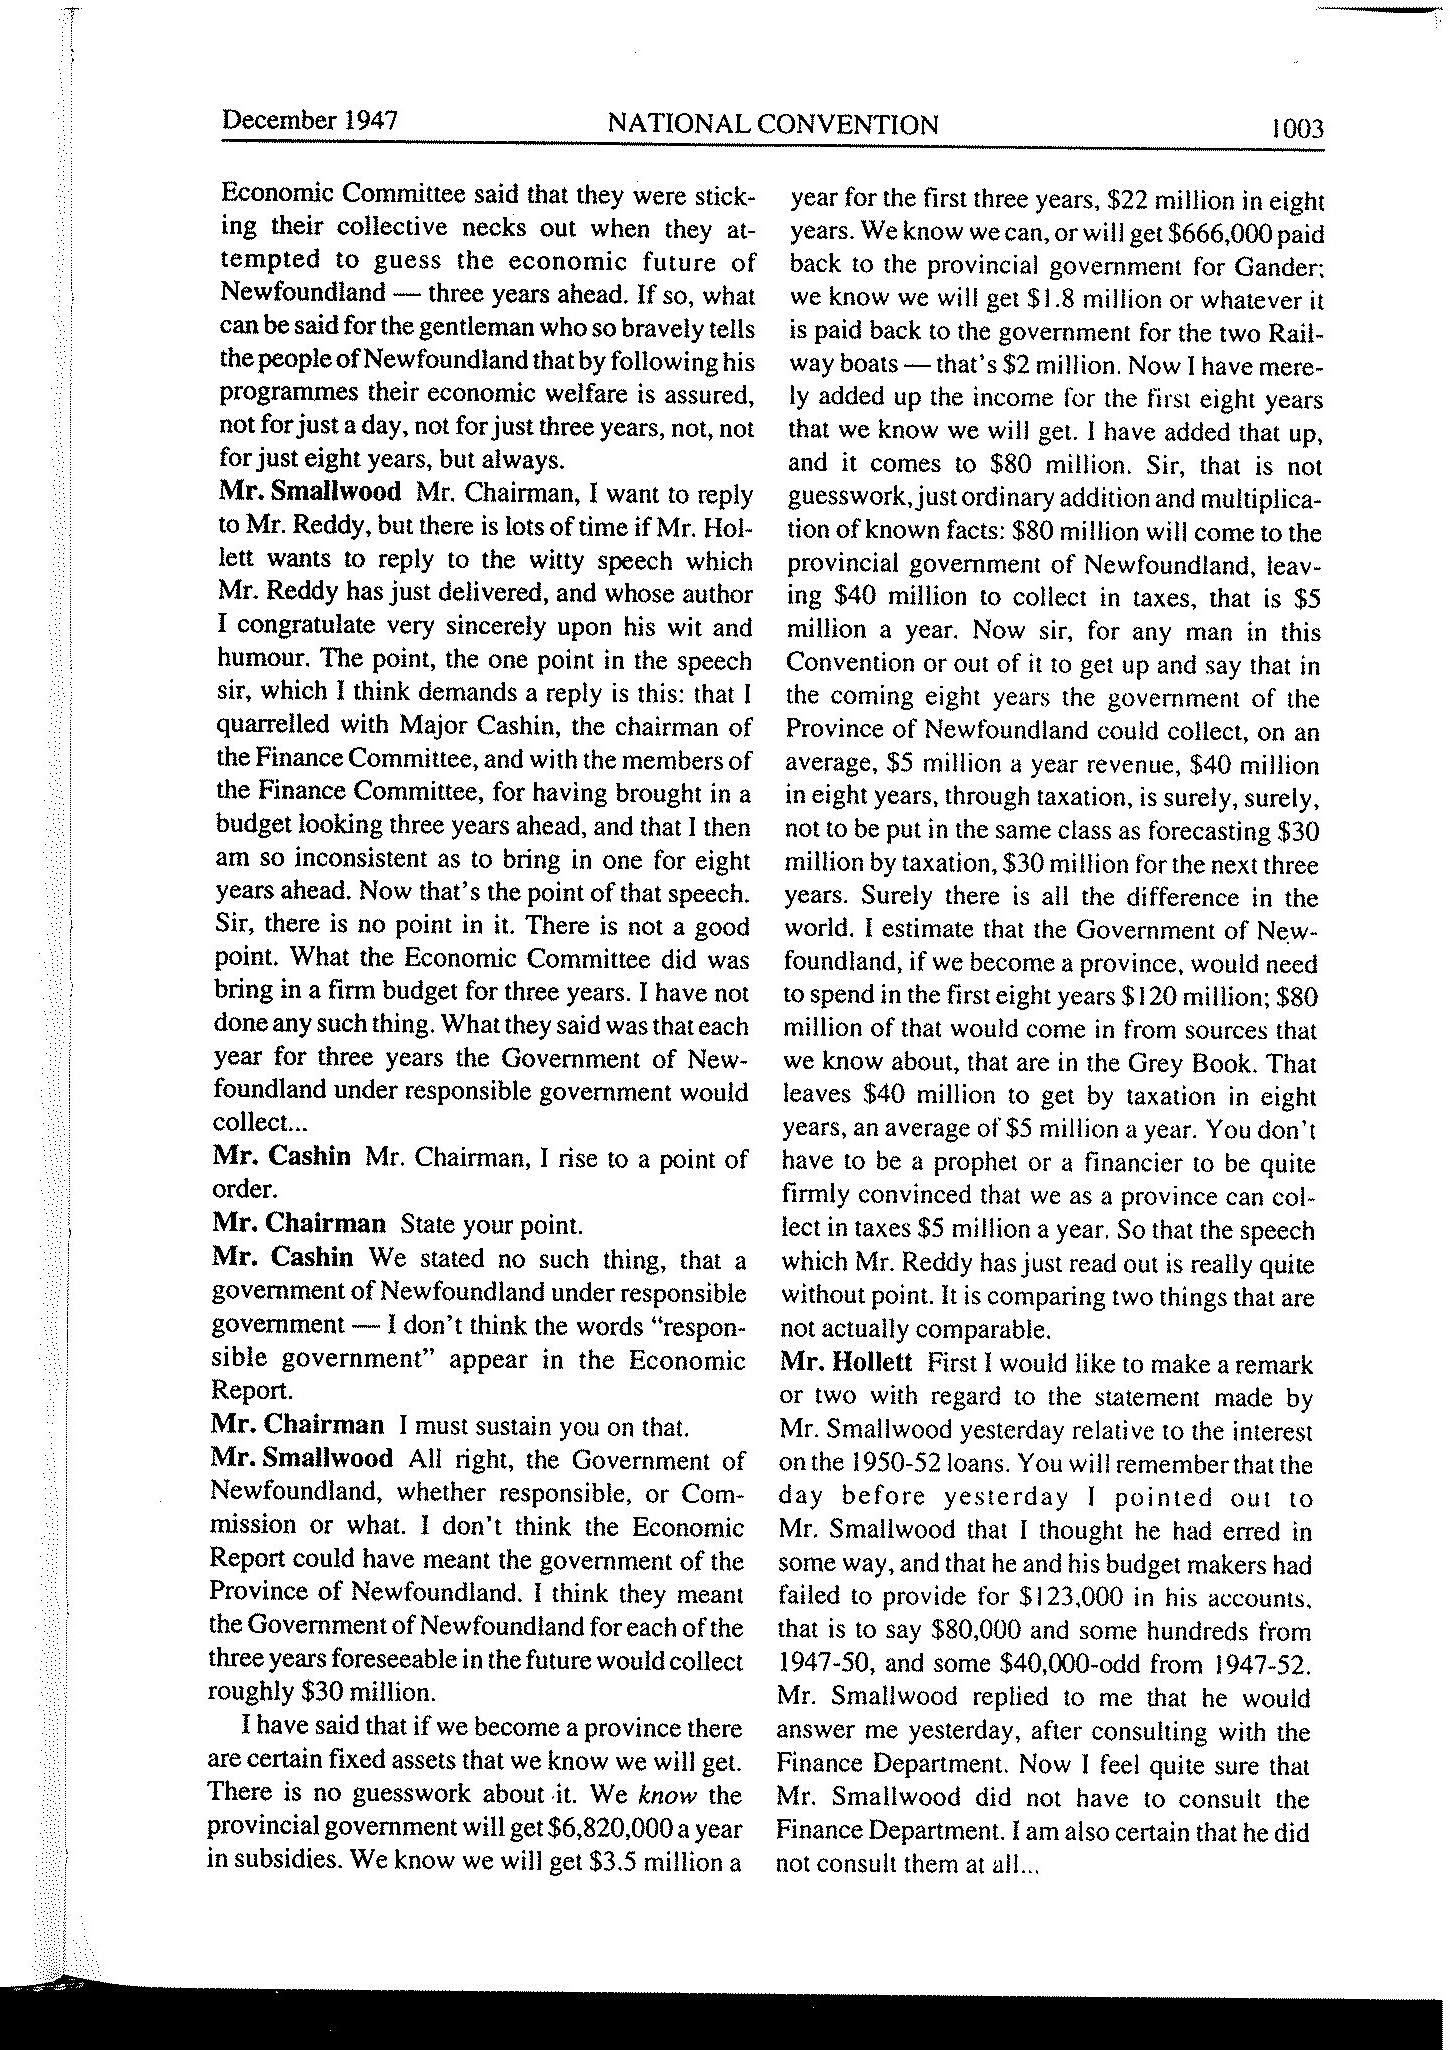 December 1947
NATIONAL CONVENTION
1003
Economic Committee said that they were stick-
ing their collective necks out when they at-
tempted to guess the economic future of
Newfoundland — three years ahead. If so, what
can be said for the gentleman who so bravely tells
the people of Newfoundland that by following his
programmes their economic welfare is assured,
not for just a day, not for just three years, not, not
for just eight years, but always.
Mr. Smallwood Mr. Chairman, I want to reply
to Mr. Reddy, but there is lots of time if Mr. Hol-
lett wants to reply to the witty speech which
Mr. Reddy has just delivered, and whose author
I congratulate very sincerely upon his wit and
humour. The point, the one point in the speech
sir, which I think demands a reply is this: that I
quarrelled with Major Cashin, the chairman of
the Finance Committee, and with the members of
the Finance Committee, for having brought in a
budget looking three years ahead, and that I then
am so inconsistent as to bring in one for eight
years ahead. Now that's the point of that speech.
Sir, there is no point in it. There is not a good
point. What the Economic Committee did was
bring in a firm budget for three years. I have not
done any such thing. What they said was that each
year for three years the Government of New-
foundland under responsible government would
collect...
Mr. Cashin Mr. Chairman, I rise to a point of
order.
Mr. Chairman State your point.
Mr. Cashin We stated no such thing, that a
government of Newfoundland under responsible
government — I don't think the words "respon-
sible government" appear in the Economic
Report.
Mr. Chairman I must sustain you on that.
Mr. Smallwood All right, the Government of
Newfoundland, whether responsible, or Com-
mission or what. I don't think the Economic
Report could have meant the government of the
Province of Newfoundland. I think they meant
the Government of Newfoundland for each of the
three years foreseeable in the future would collect
roughly $30 million.
I have said that if we become a province there
are certain fixed assets that we know we will get.
There is no guesswork about it. We know the
provincial government will get $6,820,000 a year
in subsidies. We know we will get $3.5 million a
year for the first three years, $22 million in eight
years. We know we can, or will get $666,000 paid
back to the provincial government for Gander;
we know we will get $1.8 million or whatever it
is paid back to the government for the two Rail-
way boats — that's $2 million. Now I have mere-
ly added up the income for the first eight years
that we know we will get. I have added that up,
and it comes to $80 million. Sir, that is not
guesswork, just ordinary addition and multiplica-
tion of known facts: $80 million will come to the
provincial government of Newfoundland, leav-
ing $40 million to collect in taxes, that is $5
million a year. Now sir, for any man in this
Convention or out of it to get up and say that in
the coming eight years the government of the
Province of Newfoundland could collect, on an
average, $5 million a year revenue, $40 million
in eight years, through taxation, is surely, surely,
not to be put in the same class as forecasting $30
million by taxation, $30 million for the next three
years. Surely there is all the difference in the
world. I estimate that the Government of New-
foundland, if we become a province, would need
to spend in the first eight years $120 million; $80
million of that would come in from sources that
we know about, that are in the Grey Book. That
leaves $40 million to get by taxation in eight
years, an average of $5 million a year. You don't
have to be a prophet or a financier to be quite
firmly convinced that we as a province can col-
lect in taxes $5 million a year. So that the speech
which Mr. Reddy has just read out is really quite
without point. It is comparing two things that are
not actually comparable.
Mr. Hollett First I would like to make a remark
or two with regard to the statement made by
Mr. Smallwood yesterday relative to the interest
on the 1950-52 loans. You will remember that the
day before yesterday I pointed out to
Mr. Smallwood that I thought he had erred in
some way, and that he and his budget makers had
failed to provide for $123,000 in his accounts,
that is to say $80,000 and some hundreds from
1947-50, and some $40,000-odd from 1947-52.
Mr. Smallwood replied to me that he would
answer me yesterday, after consulting with the
Finance Department. Now I feel quite sure that
Mr. Smallwood did not have to consult the
Finance Department. I am also certain that he did
not consult them at all...